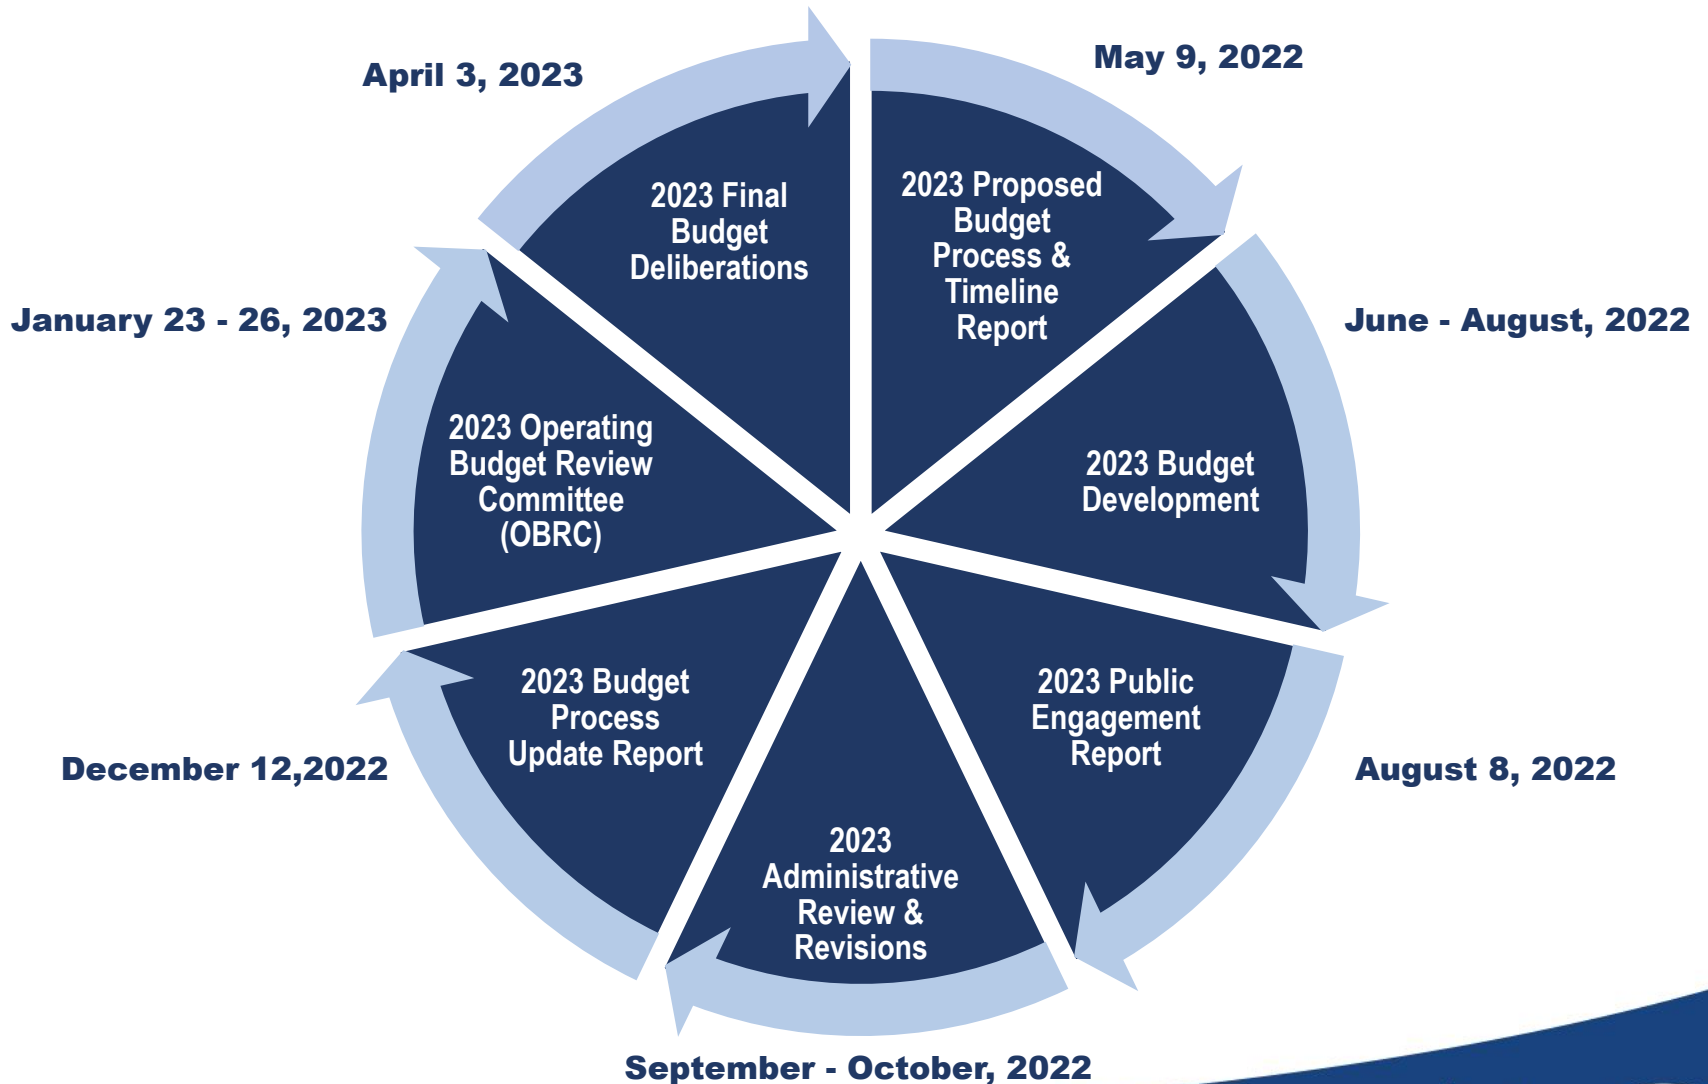 May 9, 2022
2023 Proposed
Budget
Process &
Timeline
Report
June - August, 2022
2023 Budget
Development
August 8, 2022
2023 Public
Engagement
Report
September - October, 2022
2023
Administrative
Review &
Revisions
December 12,2022
2023 Budget
Process
Update Report
January 23 - 26, 2023
2023 Operating
Budget Review
Committee
(OBRC)
April 3, 2023
2023 Final
Budget
Deliberations